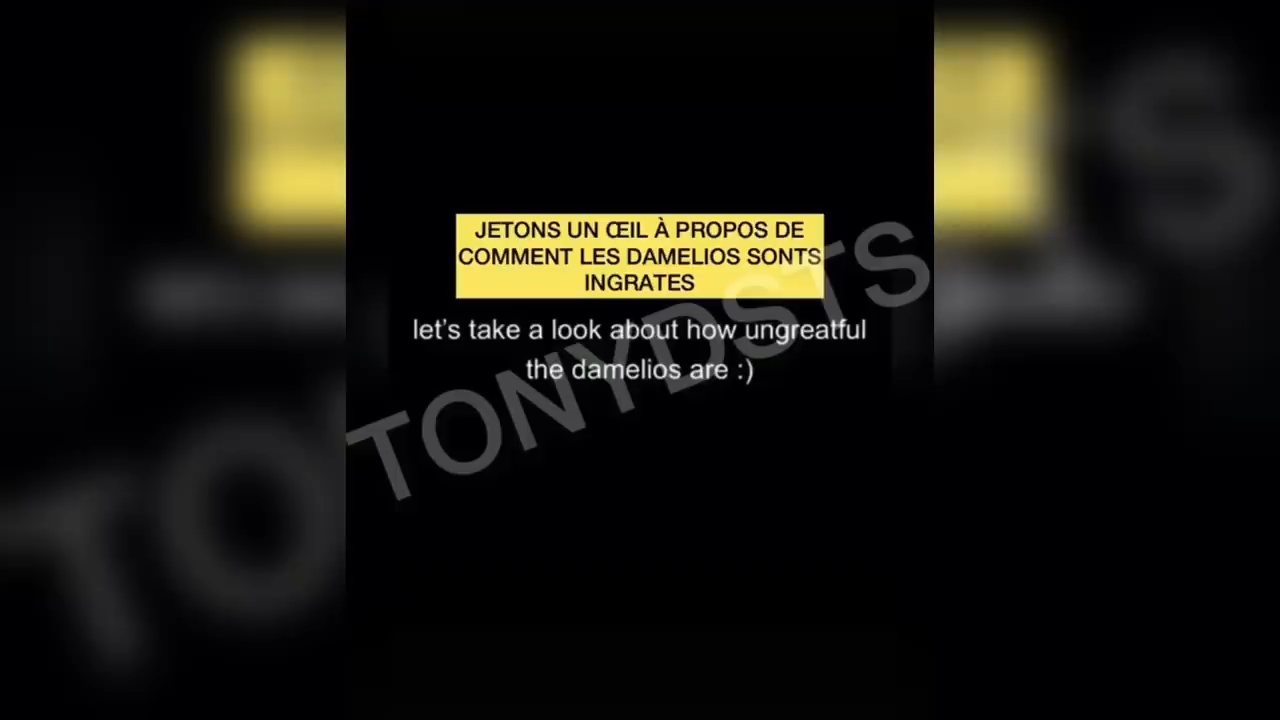 JETONS UN ŒIL À PROPOS DE
COMMENT LES DAMELIOS SONTS
INGRATES
let's take a look about how ungreatful
the damelios are :)
TONYDSTS